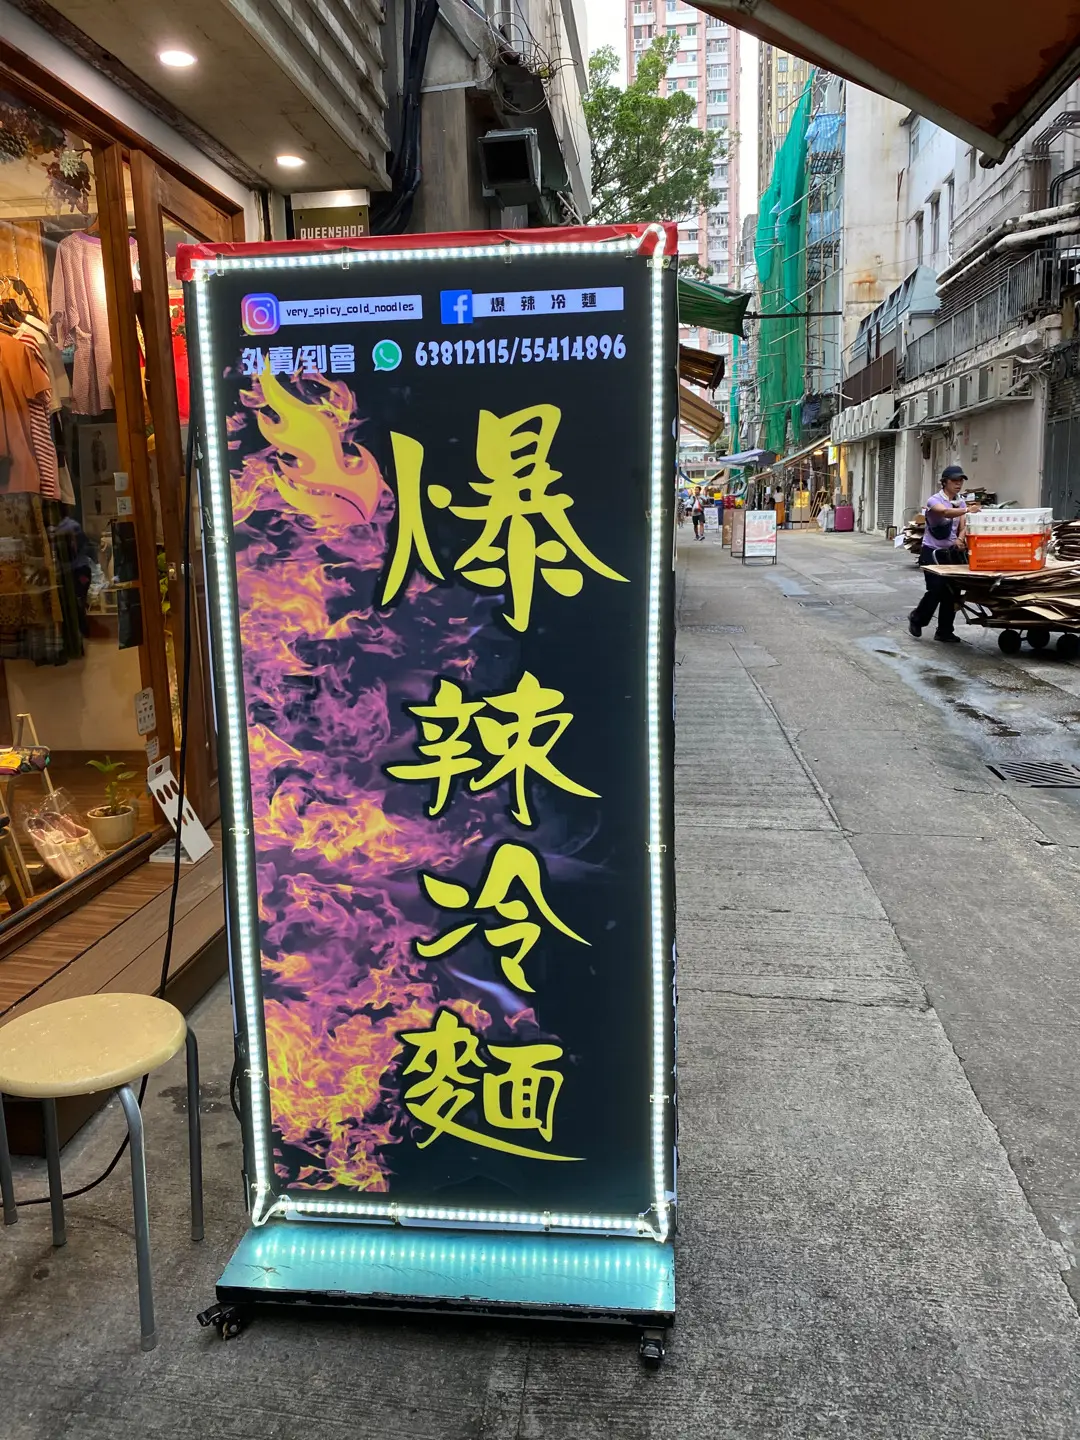 QUEENSHOP
very_spicy_cold_noodles
爆辣冷麵
外賣/到會 63812115/55414896
爆
辣
冷
麵